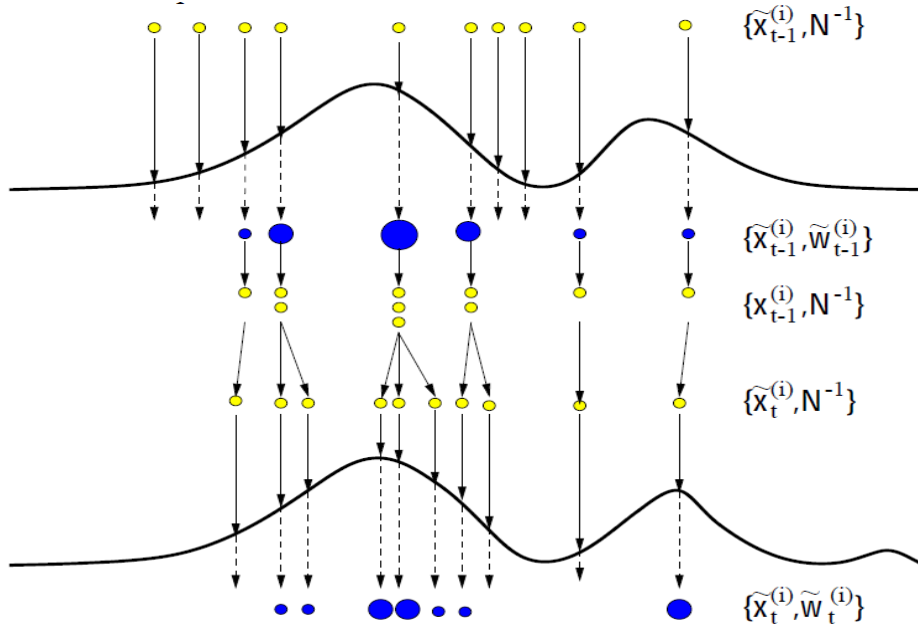 {x̃_{t-1}^{(i)}, N^{-1}}
{x̃_{t-1}^{(i)}, w̃_{t-1}^{(i)}}
{x_{t-1}^{(i)}, N^{-1}}
{x̃_t^{(i)}, N^{-1}}
{x̃_t^{(i)}, w̃_t^{(i)}}